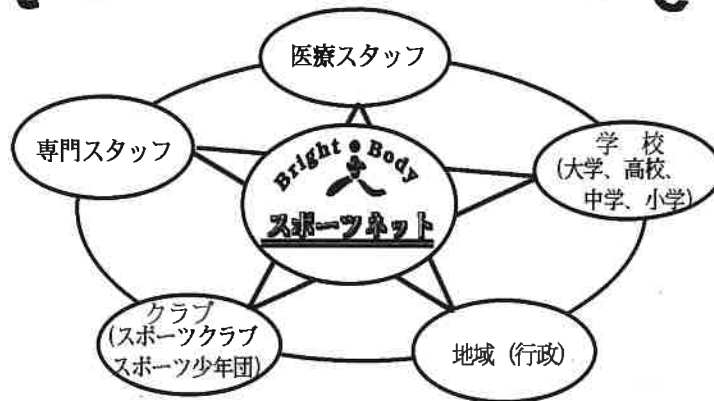 医療スタッフ
専門スタッフ
学 校
(大学、高校、
中学、小学)
Bright Body
スポーツネット
クラブ
(スポーツクラブ
スポーツ少年団)
地域 (行政)